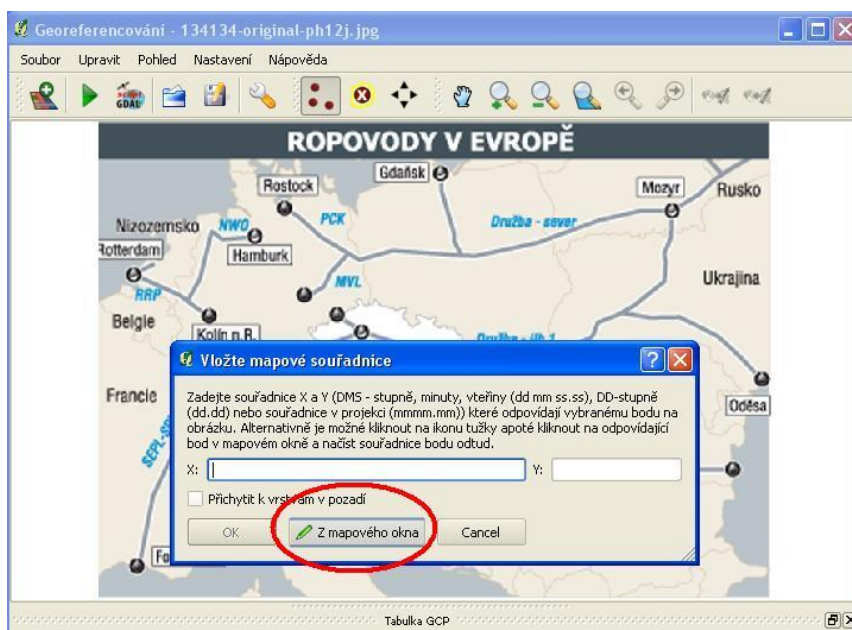 Georeferencování - 134134-original-ph12j.jpg
Soubor Upravit Pohled Nastavení Nápověda
GDAL
ROPOVODY V EVROPĚ
Gdaňsk
Rostock
Mozyr
Rusko
PCK
Družba - sever
Nizozemsko
NWO
Rotterdam
Hamburk
Ukrajina
MVL
RRP
Belgie
Kolín n.R.
Vložte mapové souřadnice
Zadejte souřadnice X a Y (DMS - stupně, minuty, vteřiny (dd mm ss.ss), DD-stupně
(dd.dd) nebo souřadnice v projekci (mmmm.mm)) které odpovídají vybranému bodu na
obrázku. Alternativně je možné kliknout na ikonu tužky apoté kliknout na odpovídající
bod v mapovém okně a načíst souřadnice bodu odtud.
Francie
Oděsa
X: Y:
Přichytit k vrstvám v pozadí
OK Z mapového okna Cancel
Tabulka GCP